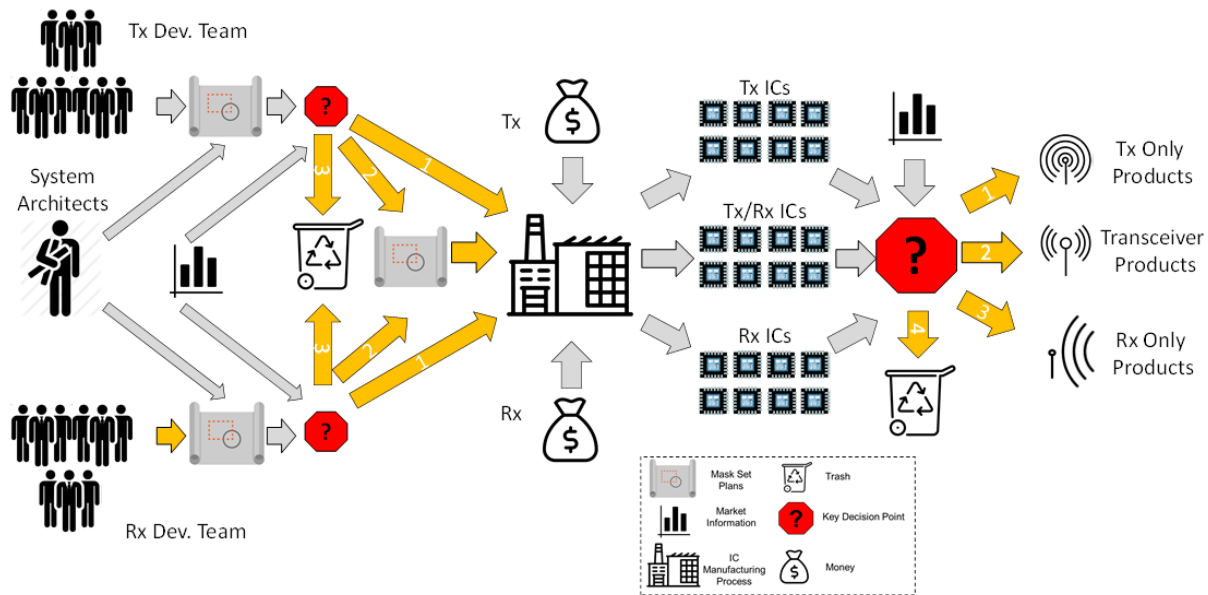 Tx Dev. Team
?
1
2
3
System
Architects
Tx
$
Tx ICs
Tx/Rx ICs
Rx ICs
?
1
2
3
4
Tx Only
Products
Transceiver
Products
Rx Only
Products
3
2
1
?
Rx
$
Rx Dev. Team
Mask Set
Plans
Trash
Market
Information
?
Key Decision Point
IC
Manufacturing
Process
$
Money